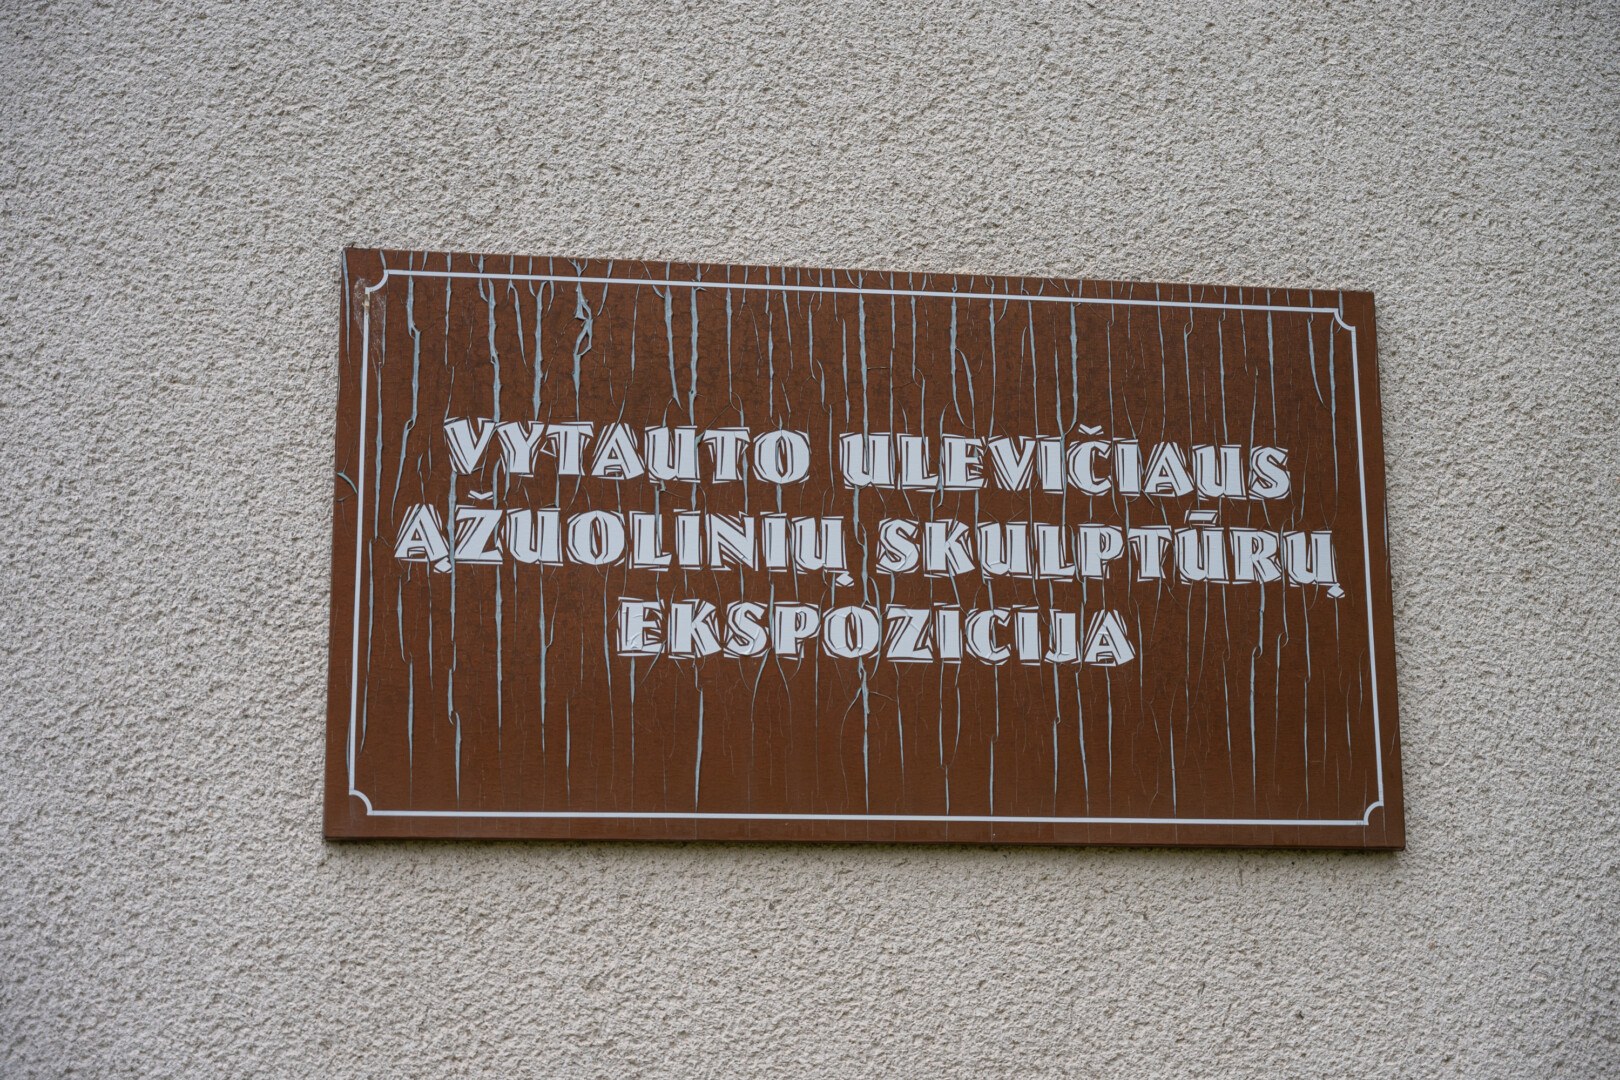 VYTAUTO ULEVIČIAUS
ĄŽUOLINIŲ SKULPTŪRŲ
EKSPOZICIJA